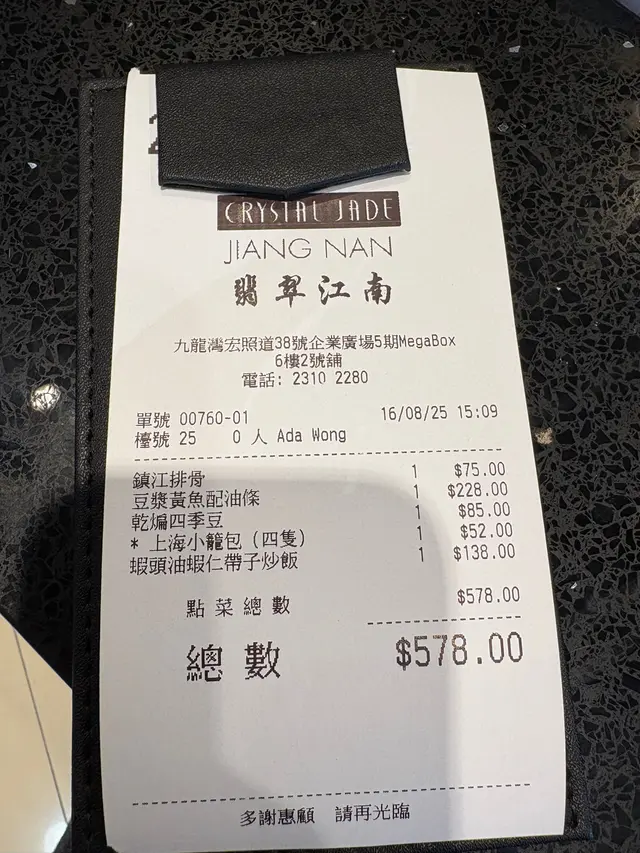 CRYSTAL JADE
JIANG NAN
翡翠江南
九龍灣宏照道38號企業廣場5期MegaBox
6樓2號舖
電話: 2310 2280
單號 00760-01 16/08/25 15:09
檯號 25 0 人 Ada Wong
鎮江排骨 1 $75.00
豆漿黃魚配油條 1 $228.00
乾煸四季豆 1 $85.00
* 上海小籠包 (四隻) 1 $52.00
蝦頭油蝦仁帶子炒飯 1 $138.00
點菜總數 $578.00
總數 $578.00
多謝惠顧 請再光臨